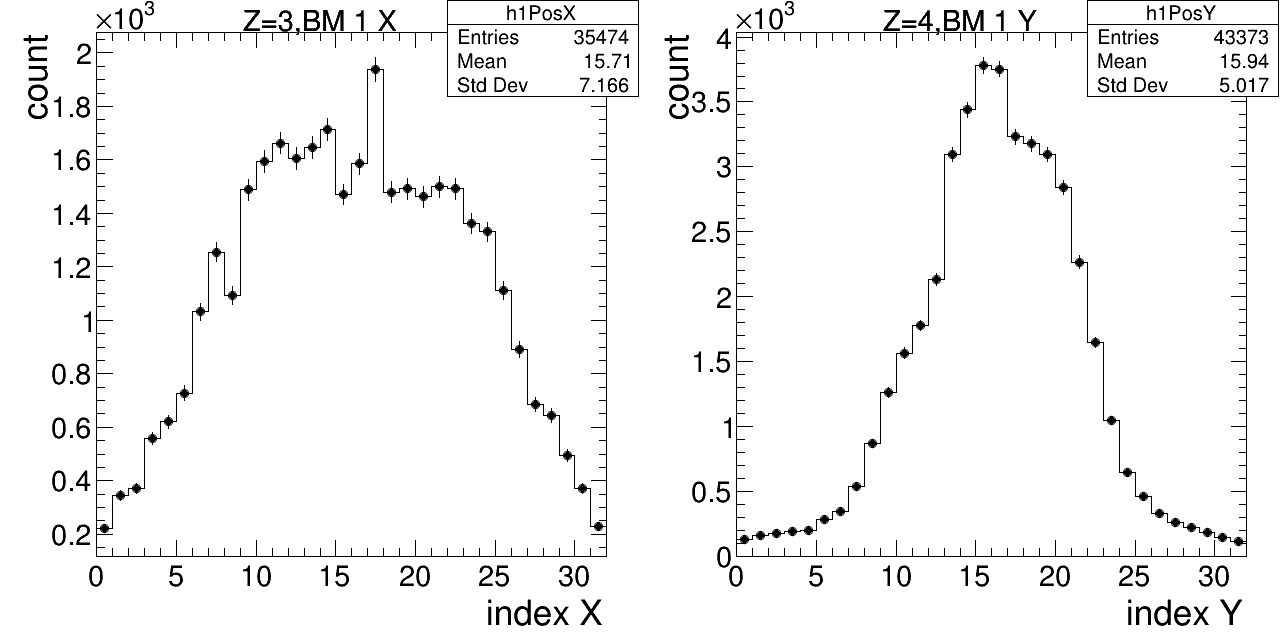 ×10³
Z=3,BM 1 X
h1PosX
Entries 35474
Mean 15.71
Std Dev 7.166
count
2
1.8
1.6
1.4
1.2
1
0.8
0.6
0.4
0.2
0 5 10 15 20 25 30
index X
×10³
Z=4,BM 1 Y
h1PosY
Entries 43373
Mean 15.94
Std Dev 5.017
count
4
3.5
3
2.5
2
1.5
1
0.5
0
0 5 10 15 20 25 30
index Y